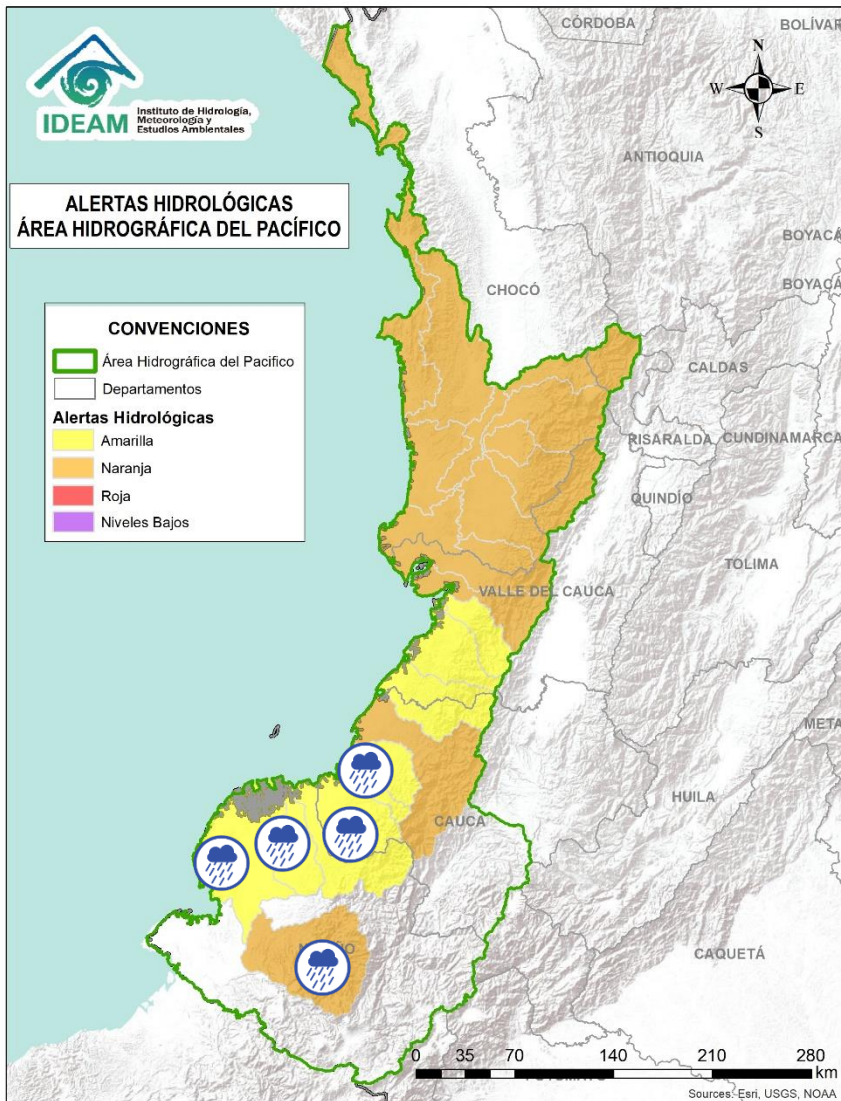 CÓRDOBA
BOLÍVAR
IDEAM
Instituto de Hidrología,
Meteorología y
Estudios Ambientales
N
W
E
S
ANTIOQUIA
ALERTAS HIDROLÓGICAS
ÁREA HIDROGRÁFICA DEL PACÍFICO
BOYACÁ
BOYACÁ
CHOCÓ
CONVENCIONES
Área Hidrográfica del Pacifico
Departamentos
Alertas Hidrológicas
Amarilla
Naranja
Roja
Niveles Bajos
CALDAS
RISARALDA
CUNDINAMARCA
QUINDÍO
TOLIMA
VALLE DEL CAUCA
META
HUILA
CAUCA
CAQUETÁ
0 35 70 140 210 280
km
Sources: Esri, USGS, NOAA